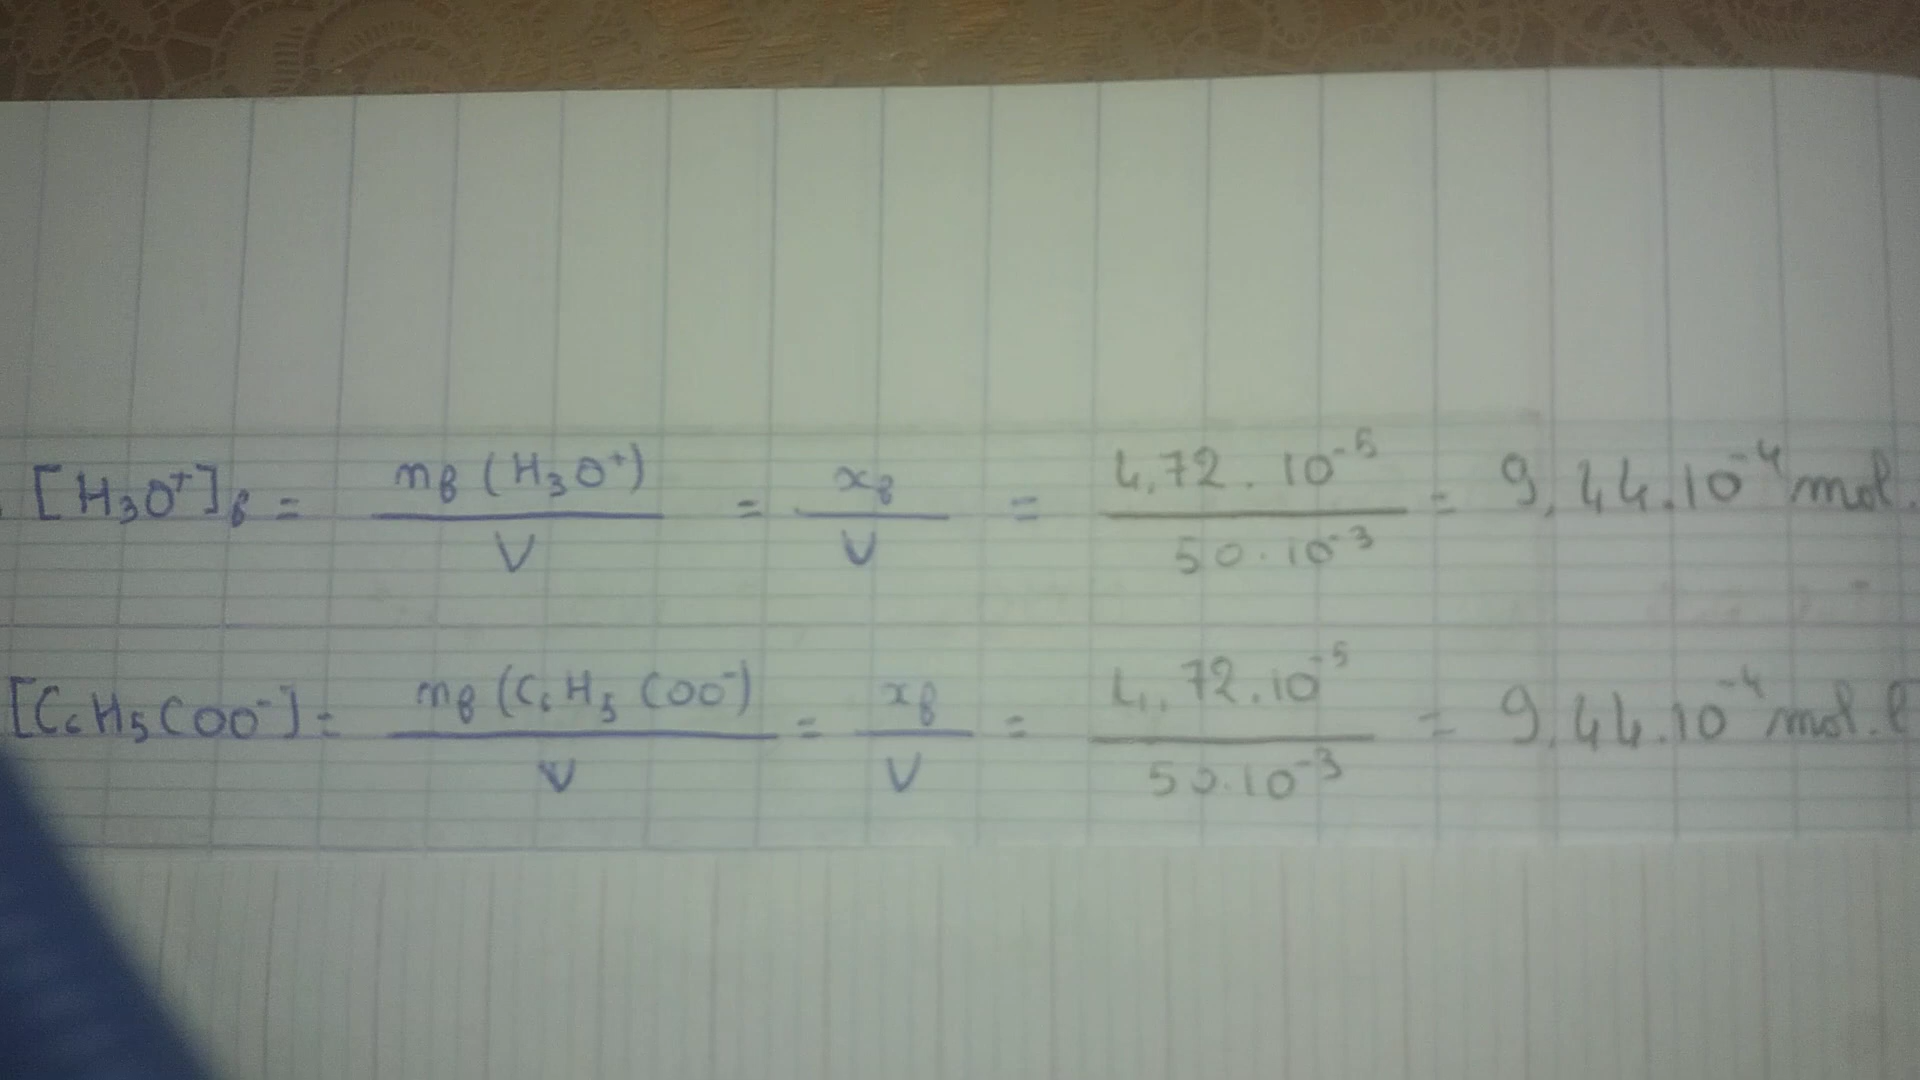 [H₃O⁺]f = nf (H₃O⁺) / V = xf / V = 4,72 . 10⁻⁵ / 50 . 10⁻³ = 9,44.10⁻⁴ mol.
[C₆H₅COO⁻] = nf (C₆H₅COO⁻) / V = xf / V = 4,72.10⁻⁵ / 50.10⁻³ = 9,44.10⁻⁴ mol.l